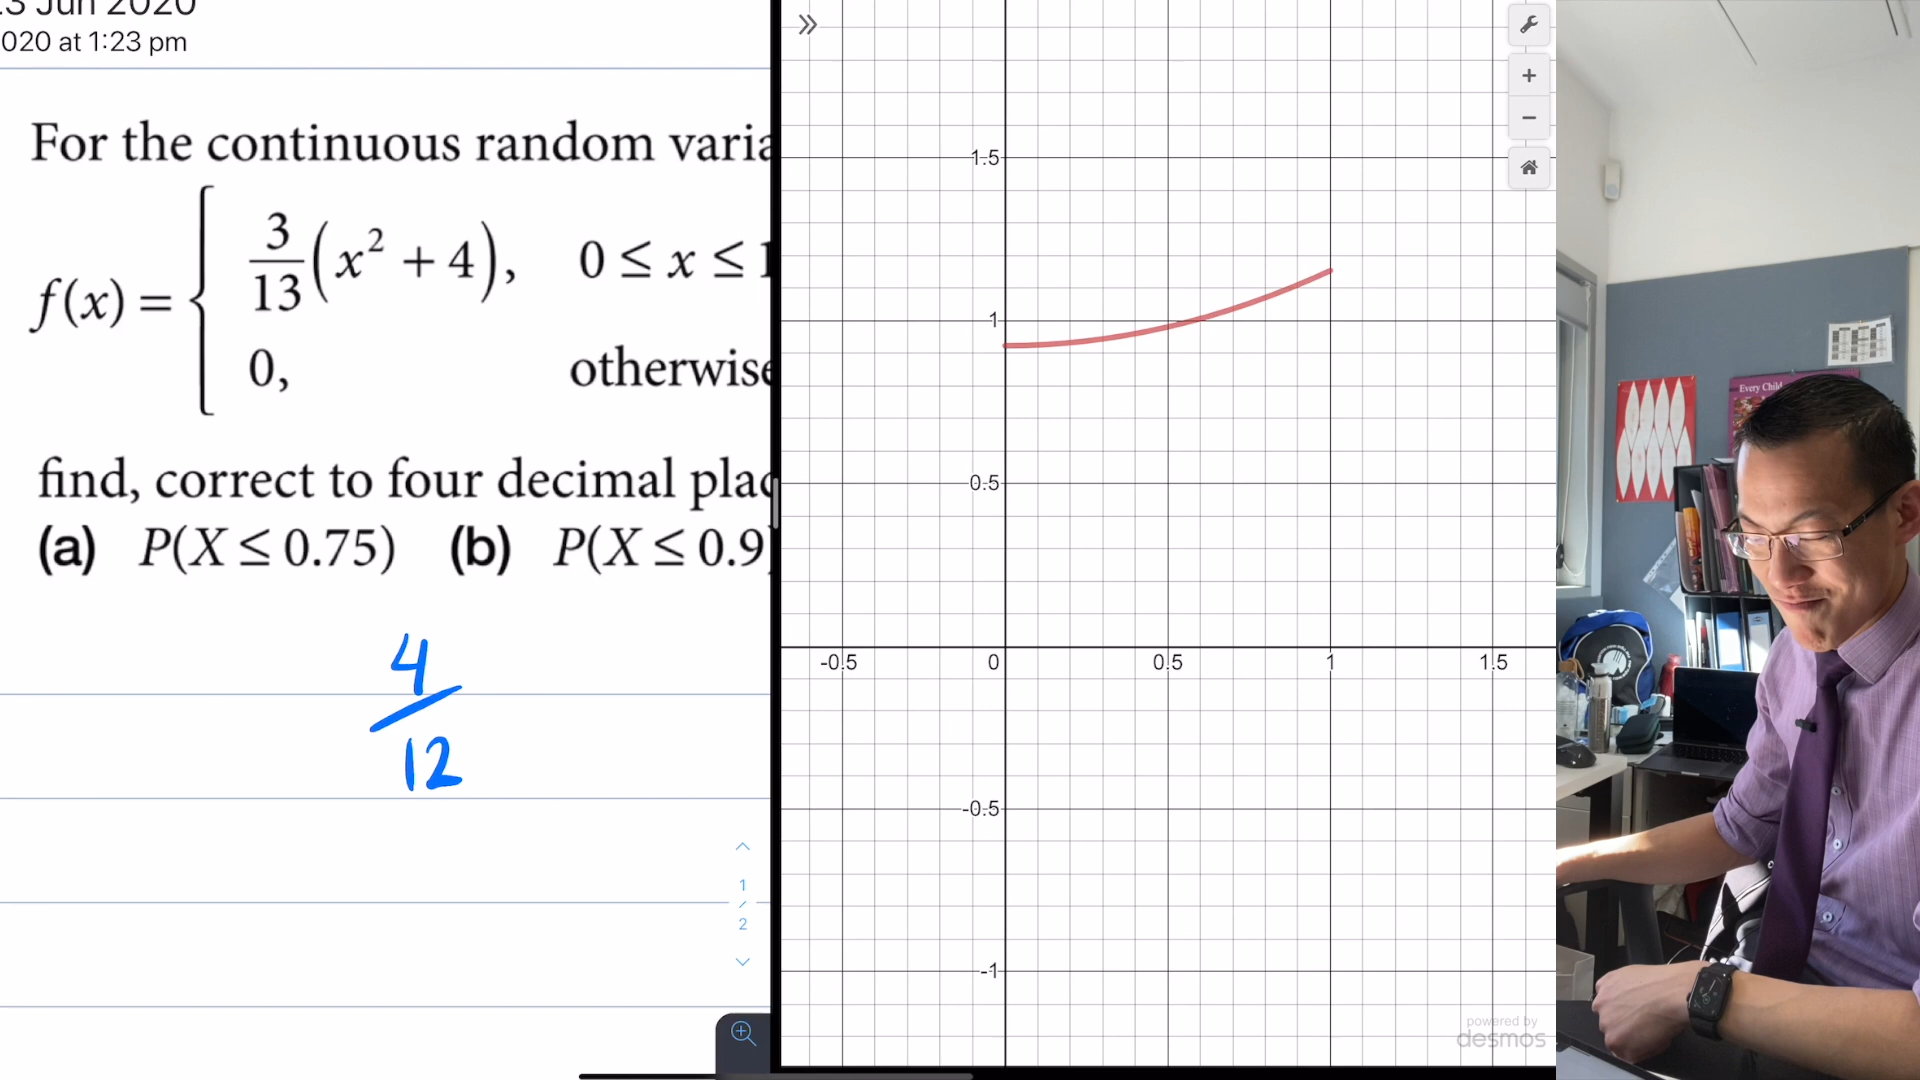 13 Jun 2020
020 at 1:23 pm
For the continuous random varia
f(x) = { 3/13 (x² + 4), 0 ≤ x ≤ 1
0, otherwise
find, correct to four decimal plac
(a) P(X ≤ 0.75) (b) P(X ≤ 0.9)
4
12
1
/
2
1.5
1
0.5
-0.5 0 0.5 1 1.5
-0.5
-1
powered by
desmos
Every Child